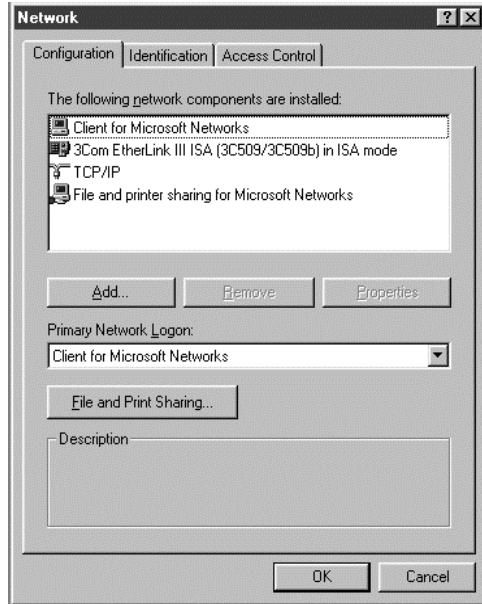 Network
Configuration Identification Access Control
The following network components are installed:
Client for Microsoft Networks
3Com EtherLink III ISA (3C509/3C509b) in ISA mode
TCP/IP
File and printer sharing for Microsoft Networks
Add... Remove Properties
Primary Network Logon:
Client for Microsoft Networks
File and Print Sharing...
Description
OK Cancel